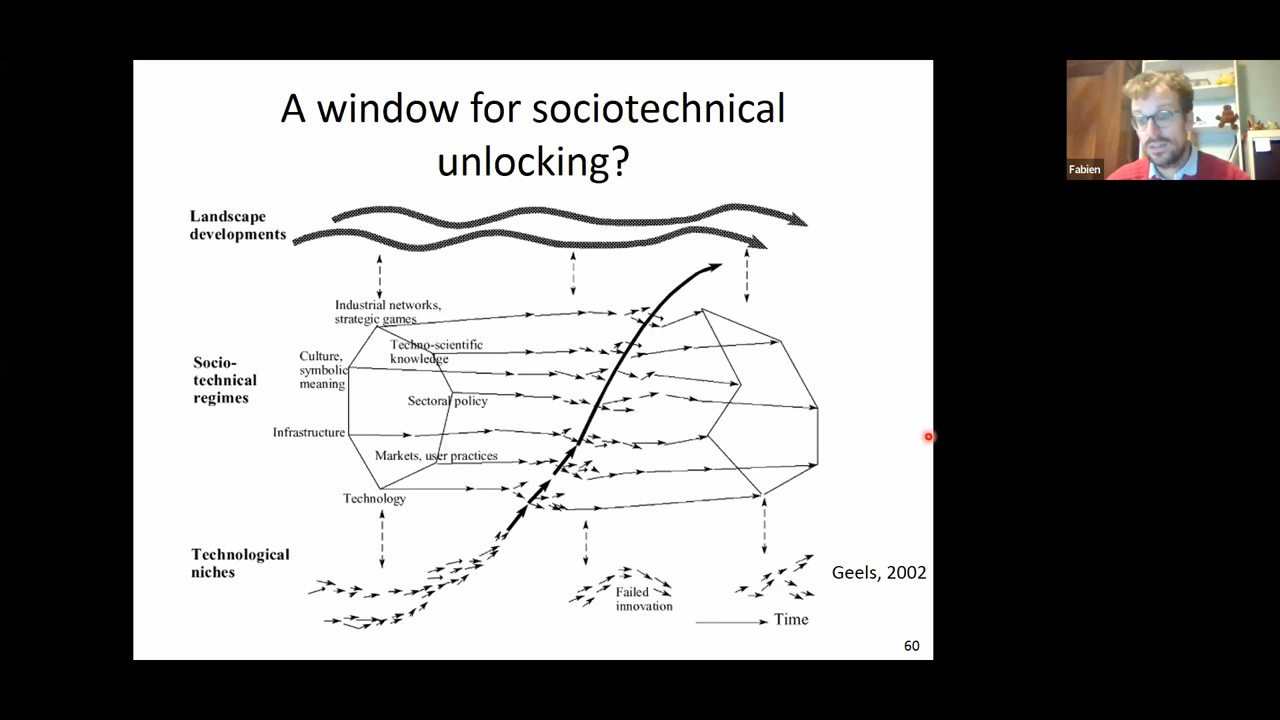 A window for sociotechnical
unlocking?
Fabien
Landscape
developments
Industrial networks,
strategic games
Techno-scientific
knowledge
Culture,
symbolic
meaning
Socio-
technical
regimes
Sectoral policy
Infrastructure
Markets, user practices
Technology
Technological
niches
Failed
innovation
Geels, 2002
Time
60